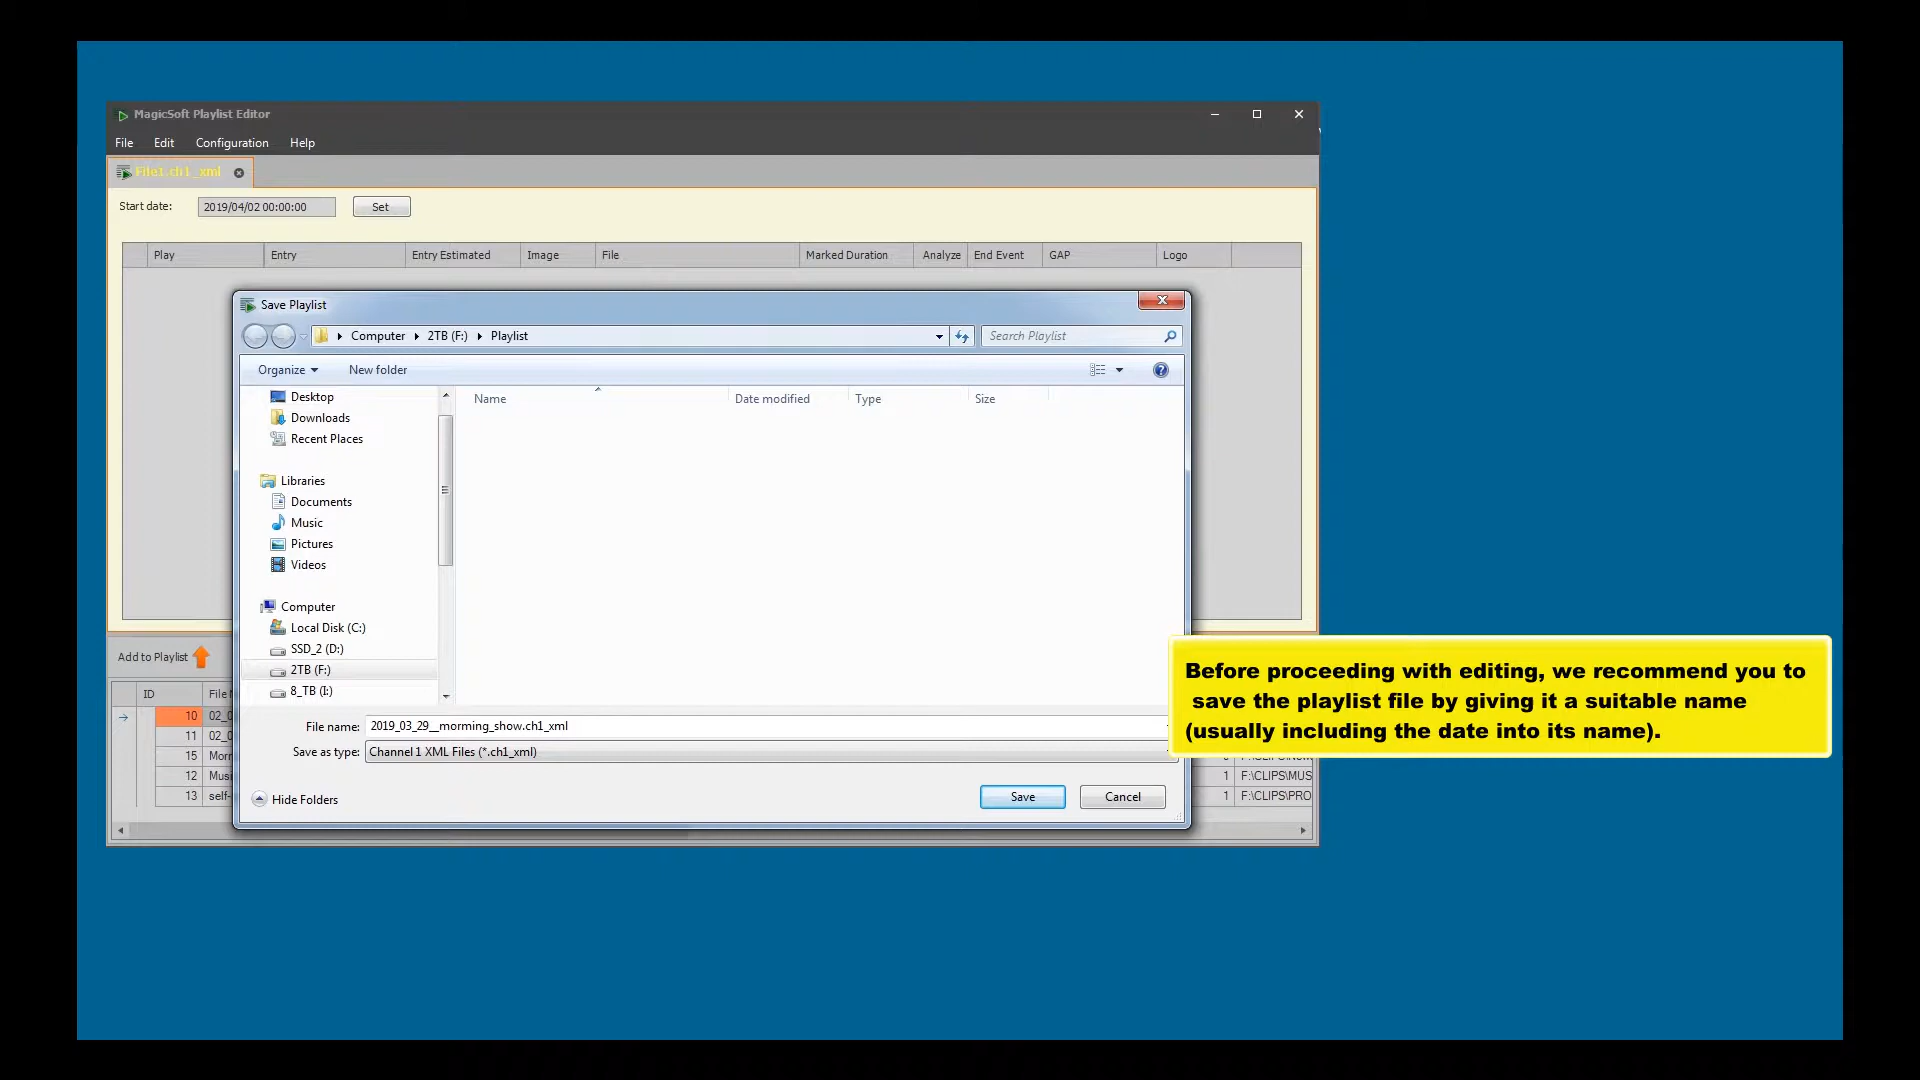 MagicSoft Playlist Editor
File Edit Configuration Help
File1.ch1_xml
Start date: 2019/04/02 00:00:00 Set
Play Entry Entry Estimated Image File Marked Duration Analyze End Event GAP Logo
Save Playlist
Computer 2TB (F:) Playlist Search Playlist
Organize New folder
Name Date modified Type Size
Desktop
Downloads
Recent Places
Libraries
Documents
Music
Pictures
Videos
Computer
Local Disk (C:)
SSD_2 (D:)
2TB (F:)
8_TB (I:)
File name: 2019_03_29__morming_show.ch1_xml
Save as type: Channel 1 XML Files (*.ch1_xml)
Hide Folders Save Cancel
Before proceeding with editing, we recommend you to
save the playlist file by giving it a suitable name
(usually including the date into its name).
Add to Playlist
ID
10 02_0
11 02_0
15
12 Musi 1 F:\CLIPS\MUS
13 self- 1 F:\CLIPS\PRO